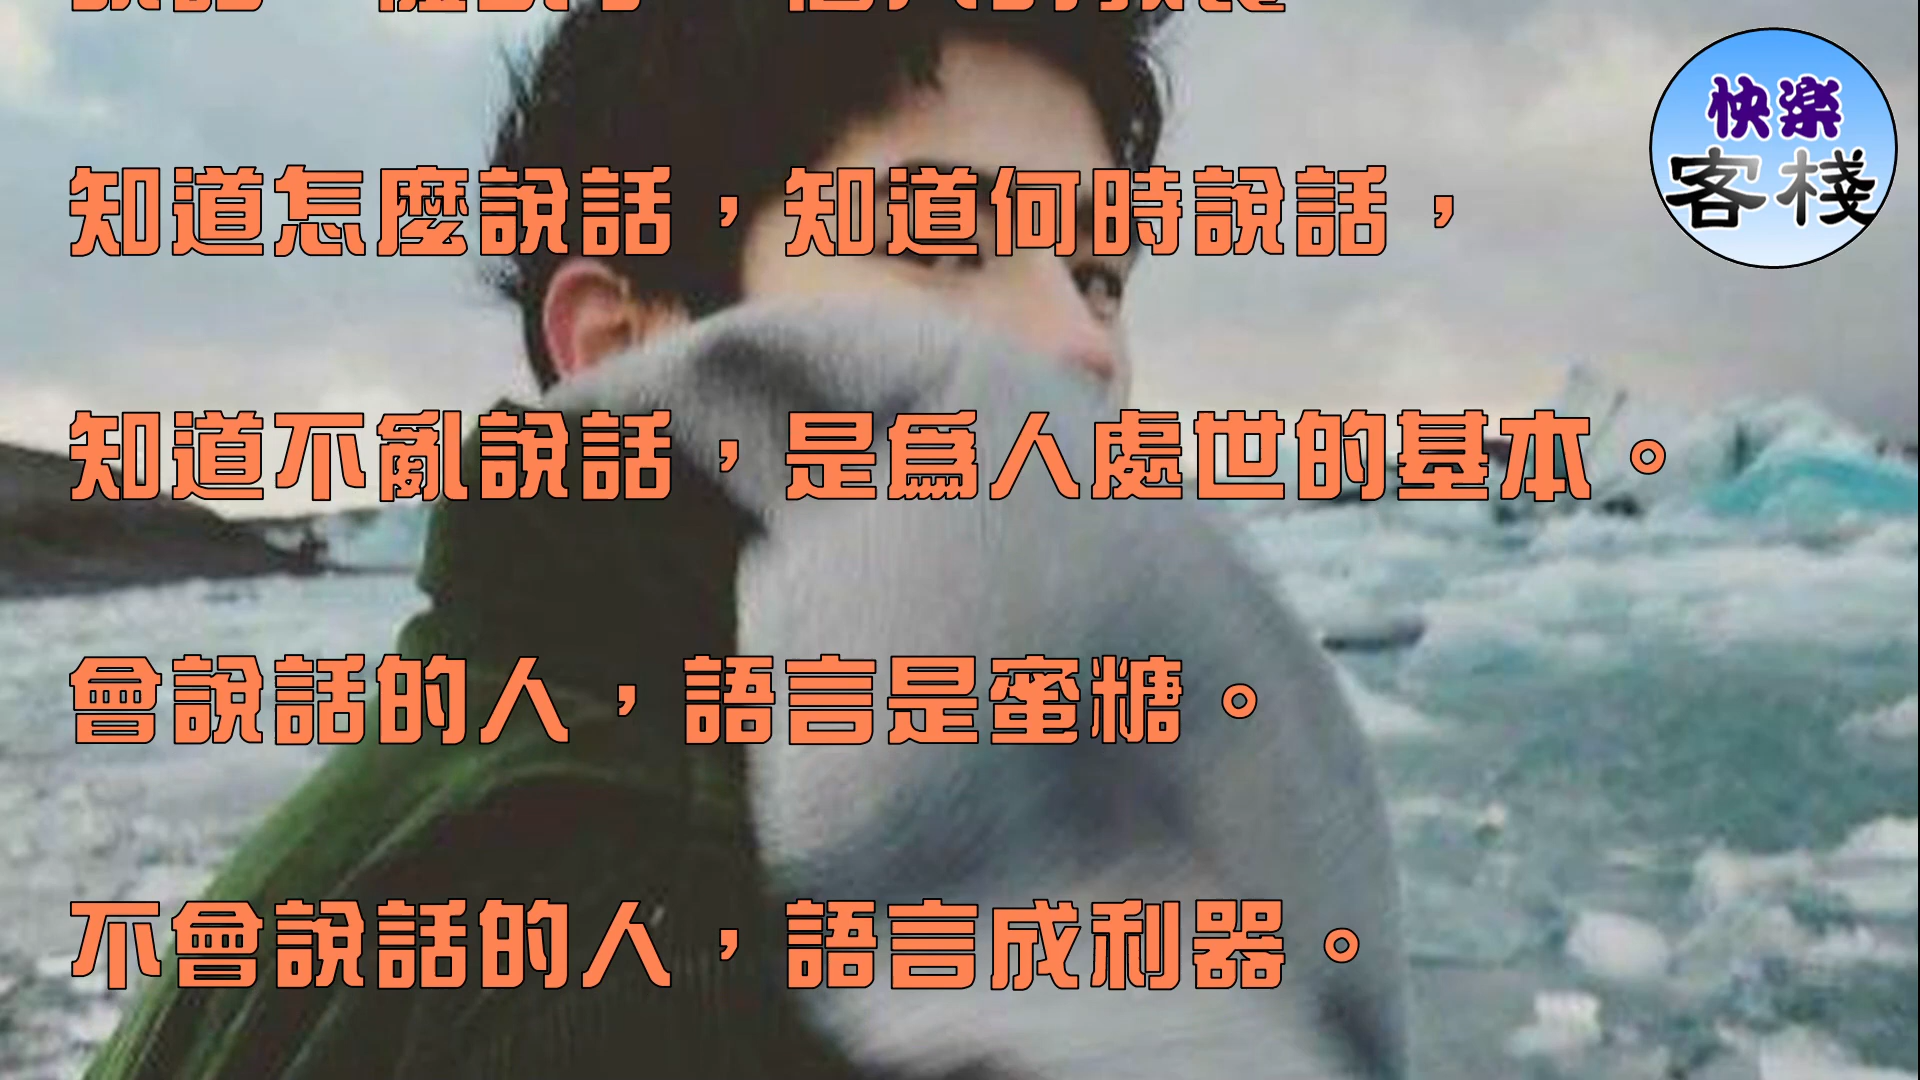 知道怎麼說話，知道何時說話，
知道不亂說話，是為人處世的基本。
會說話的人，語言是蜜糖。
不會說話的人，語言成利器。
快樂
客棧